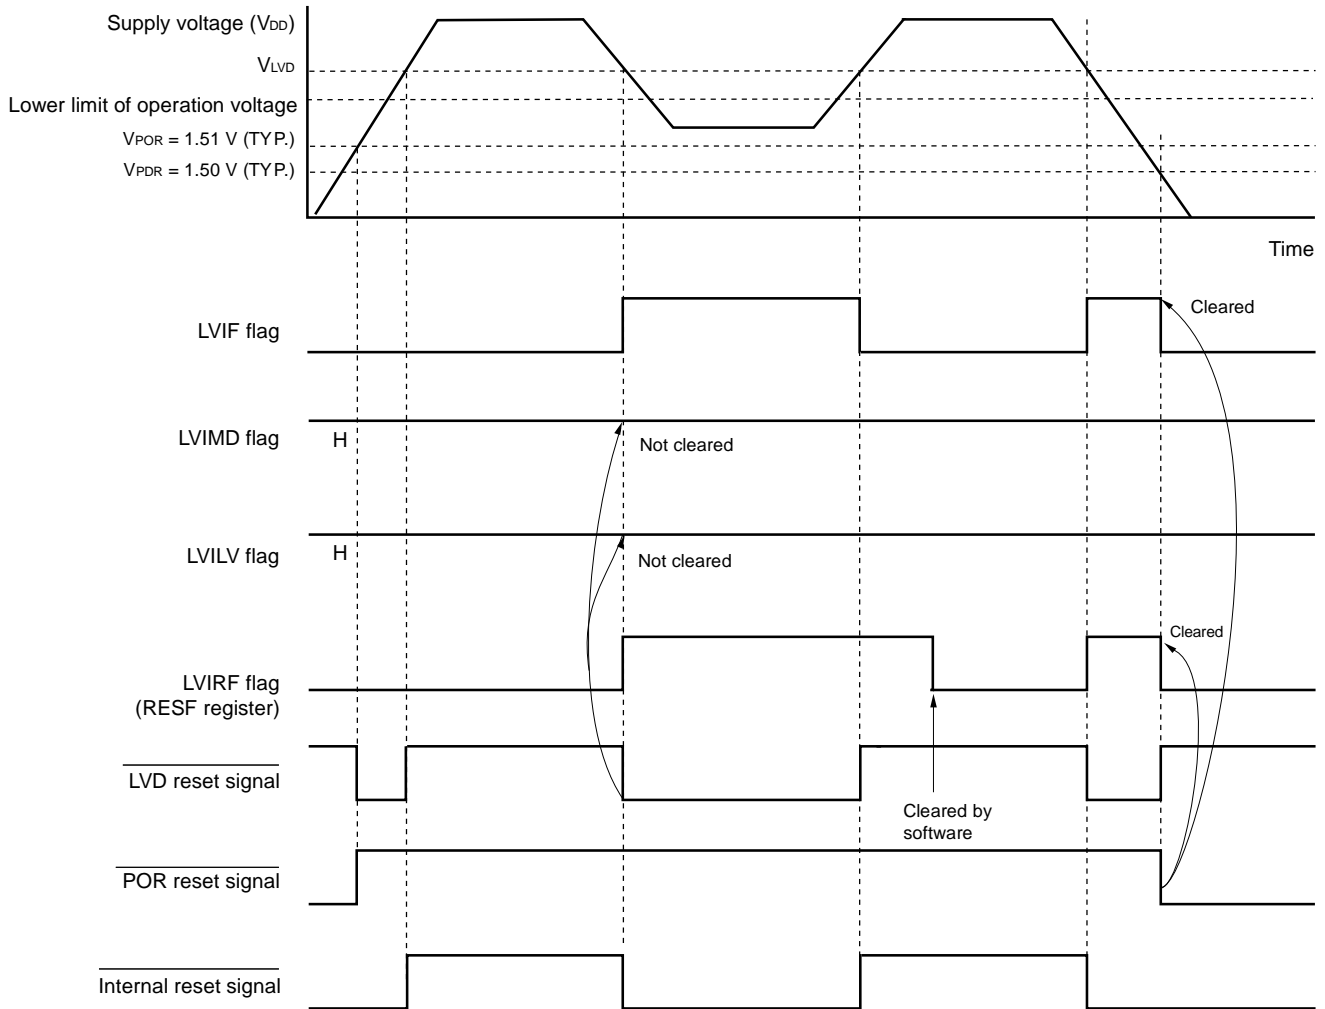 Supply voltage (VDD)
VLVD
Lower limit of operation voltage
VPOR = 1.51 V (TYP.)
VPDR = 1.50 V (TYP.)
Time
LVIF flag
Cleared
LVIMD flag
H
Not cleared
LVILV flag
H
Not cleared
LVIRF flag
(RESF register)
Cleared
LVD reset signal
Cleared by
software
POR reset signal
Internal reset signal